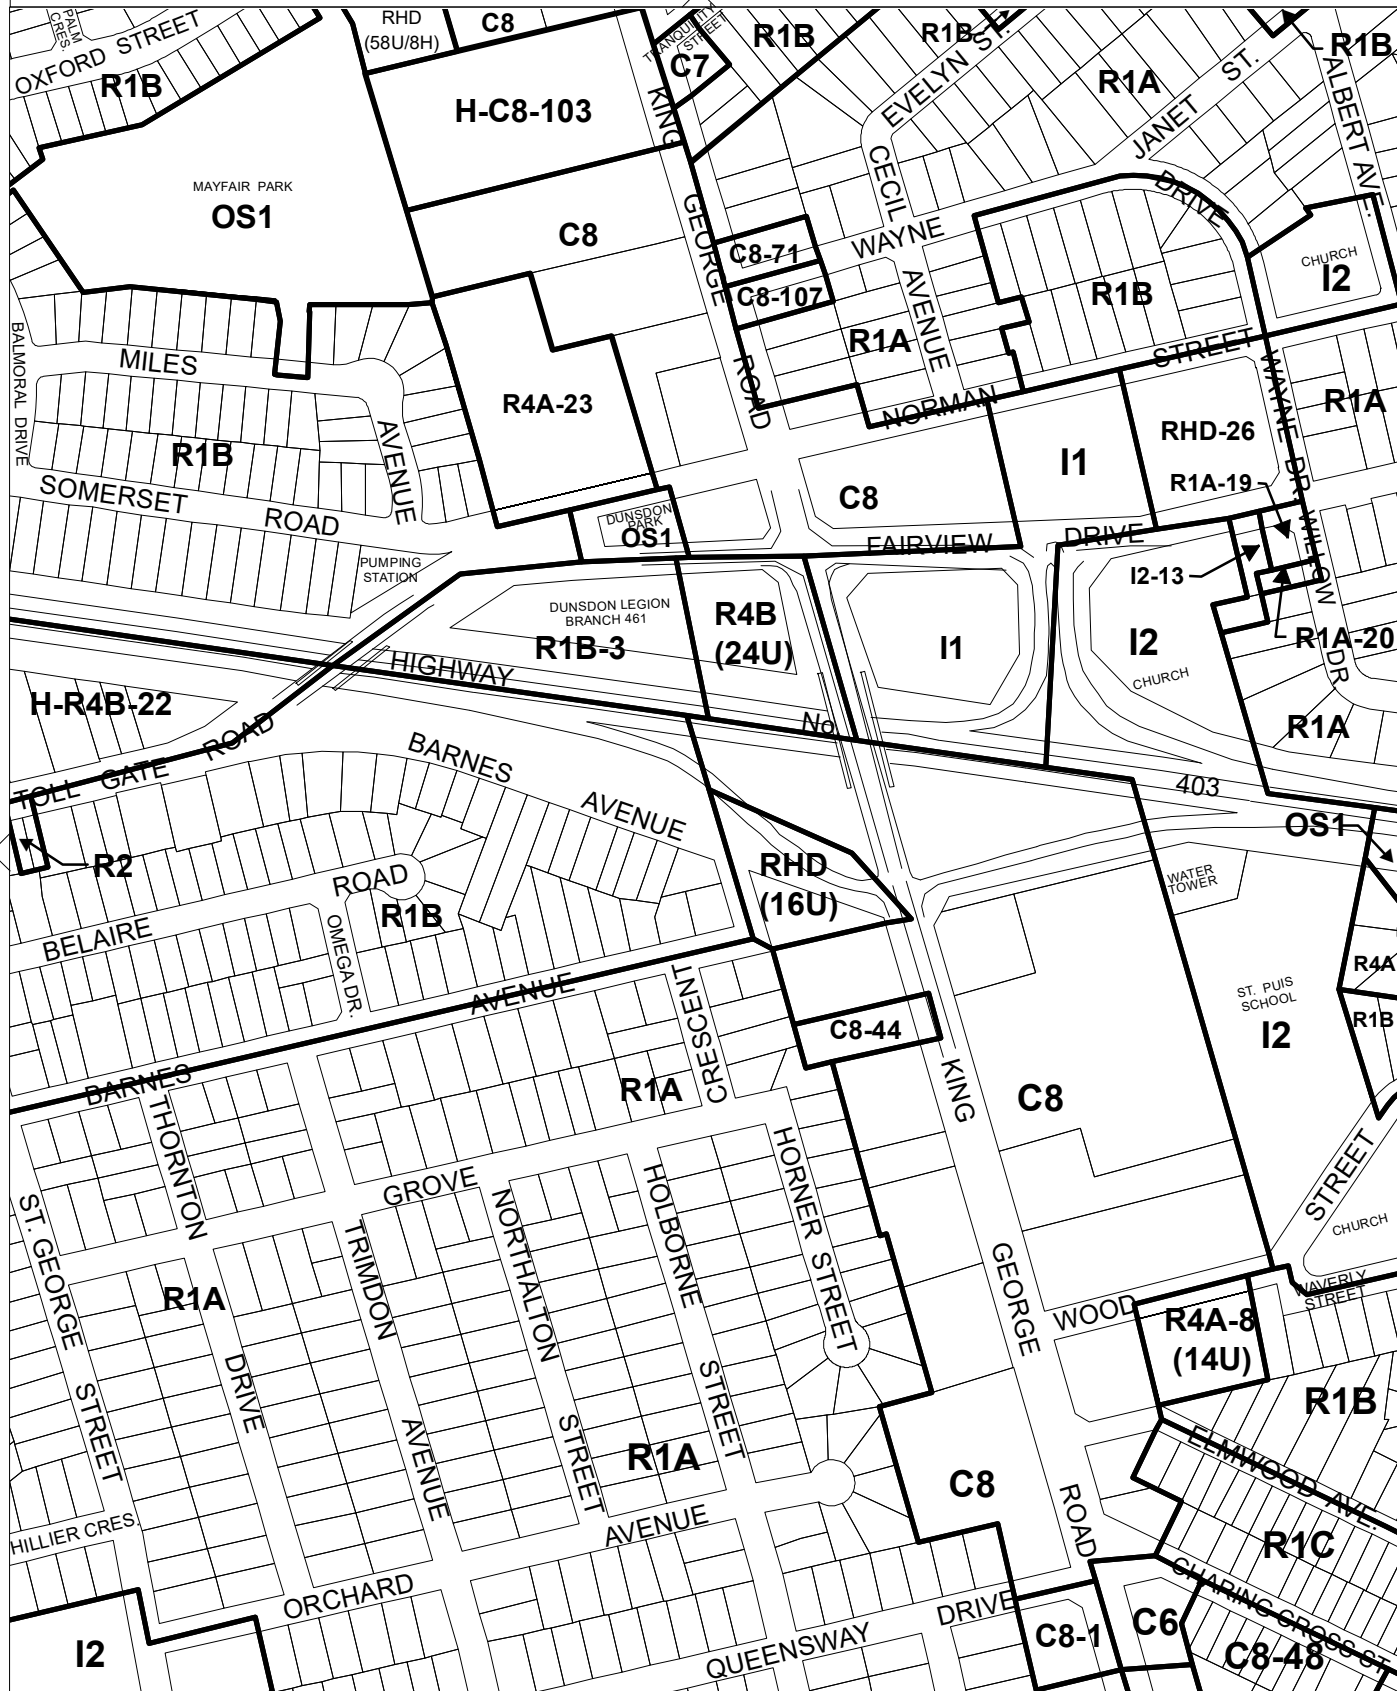 PALM
CRES.
OXFORD STREET
R1B
RHD
(58U/8H)
C8
TRANQUILITY
STREET
C7
R1B
R1B
EVELYN ST.
R1A
JANET ST.
R1B
ALBERT AVE.
H-C8-103
KING
GEORGE
ROAD
CECIL
AVENUE
MAYFAIR PARK
OS1
C8
C8-71
C8-107
WAYNE
DRIVE
CHURCH
I2
R1B
R1A
STREET
NORMAN
BALMORAL DRIVE
MILES
AVENUE
R1B
SOMERSET
ROAD
R4A-23
I1
RHD-26
R1A-19
WAYNE DR.
R1A
C8
DUNSDON
PARK
OS1
FAIRVIEW
DRIVE
PUMPING
STATION
I2-13
WILLOW
DR
R1A-20
DUNSDON LEGION
BRANCH 461
R1B-3
R4B
(24U)
I1
I2
CHURCH
R1A
HIGHWAY
No.
403
H-R4B-22
TOLL GATE ROAD
BARNES
AVENUE
R2
OS1
RHD
(16U)
WATER
TOWER
ROAD
R1B
BELAIRE
OMEGA DR.
AVENUE
BARNES
CRESCENT
R4A
ST. PUIS
SCHOOL
I2
R1B
C8-44
KING
C8
R1A
THORNTON
GROVE
HORNER STREET
HOLBORNE
STREET
NORTHALTON
STREET
TRIMDON
AVENUE
ST. GEORGE
STREET
R1A
DRIVE
GEORGE
ROAD
STREET
CHURCH
WAVERLY
STREET
WOOD
R4A-8
(14U)
R1B
ELMWOOD AVE.
R1A
C8
HILLIER CRES.
AVENUE
ORCHARD
R1C
CHARING CROSS ST.
DRIVE
QUEENSWAY
I2
C8-1
C6
C8-48